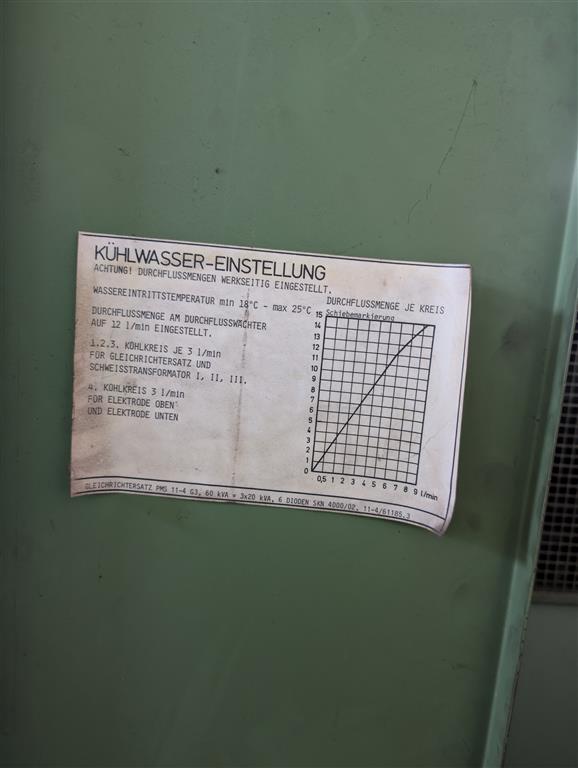 KÜHLWASSER-EINSTELLUNG
ACHTUNG! DURCHFLUSSMENGEN WERKSEITIG EINGESTELLT.
WASSEREINTRITTSTEMPERATUR min 18°C - max 25°C
DURCHFLUSSMENGE AM DURCHFLUSSWÄCHTER
AUF 12 l/min EINGESTELLT.
1.2.3. KÜHLKREIS JE 3 l/min
FÜR GLEICHRICHTERSATZ UND
SCHWEISSTRANSFORMATOR I, II, III.
4. KÜHLKREIS 3 l/min
FÜR ELEKTRODE OBEN
UND ELEKTRODE UNTEN
DURCHFLUSSMENGE JE KREIS
Schiebemarkierung
15
14
13
12
11
10
9
8
7
6
5
4
3
2
1
0
0,5 1 2 3 4 5 6 7 8 9 l/min
GLEICHRICHTERSATZ PMS 11-4 G3, 60 kVA = 3x20 kVA, 6 DIODEN SKN 4000/02, 11-4/61185.3